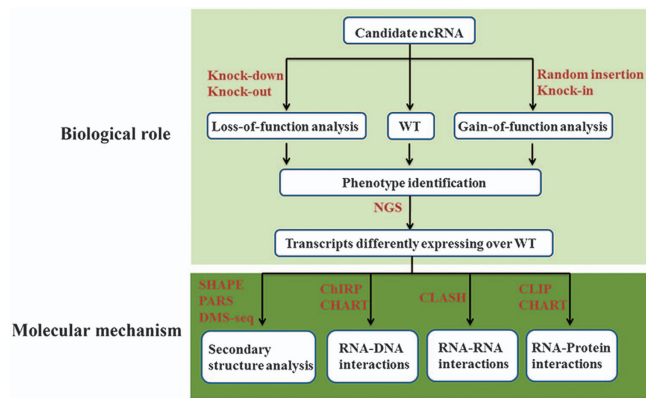 Candidate ncRNA
Knock-down
Knock-out
Random insertion
Knock-in
Biological role
Loss-of-function analysis
WT
Gain-of-function analysis
Phenotype identification
NGS
Transcripts differently expressing over WT
Molecular mechanism
SHAPE
PARS
DMS-seq
ChIRP
CHART
CLASH
CLIP
CHART
Secondary
structure analysis
RNA-DNA
interactions
RNA-RNA
interactions
RNA-Protein
interactions